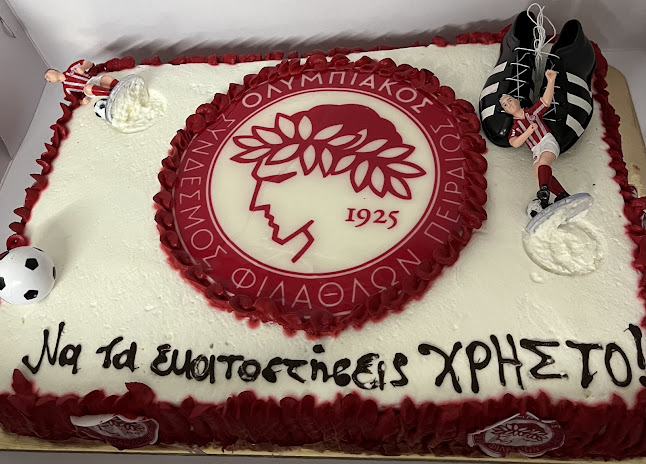 ΟΛΥΜΠΙΑΚΟΣ
ΣΥΝΔΕΣΜΟΣ ΦΙΛΑΘΛΩΝ ΠΕΙΡΑΙΩΣ
1925
Να τα εκατοστήσεις ΧΡΗΣΤΟ!